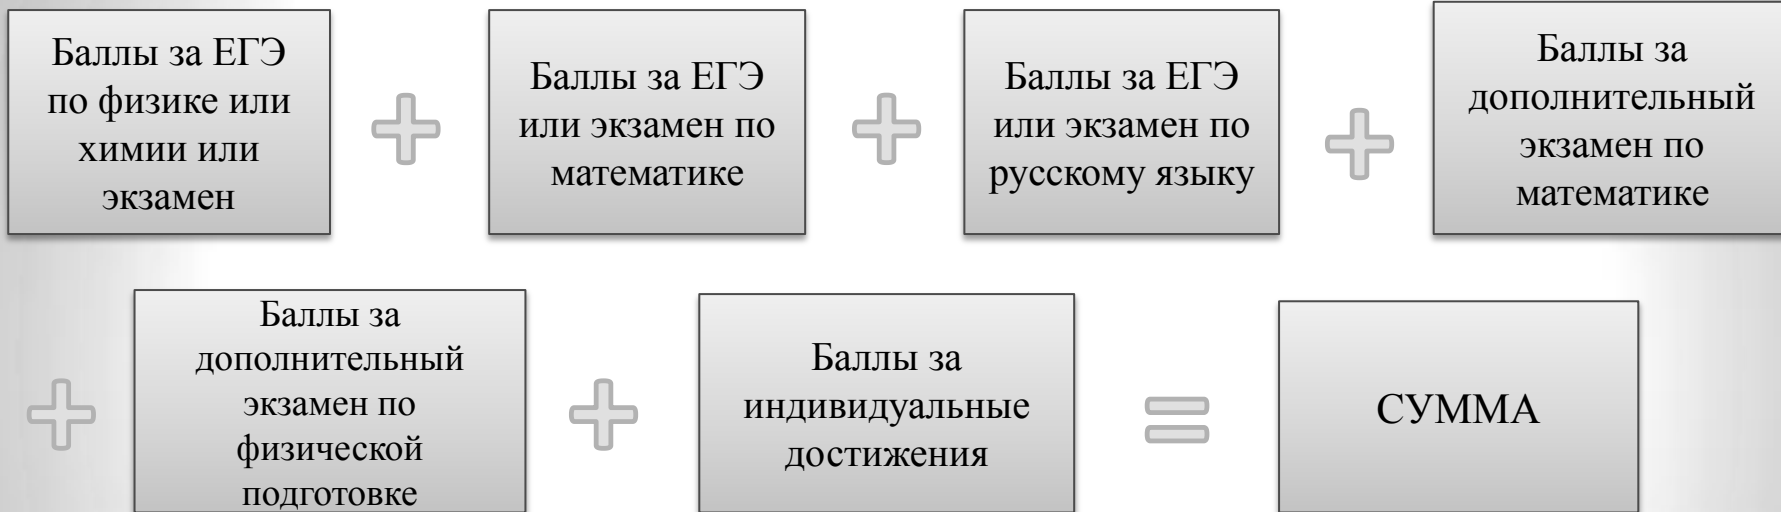 Баллы за ЕГЭ
по физике или
химии или
экзамен
Баллы за ЕГЭ
или экзамен по
математике
Баллы за ЕГЭ
или экзамен по
русскому языку
Баллы за
дополнительный
экзамен по
математике
Баллы за
дополнительный
экзамен по
физической
подготовке
Баллы за
индивидуальные
достижения
СУММА